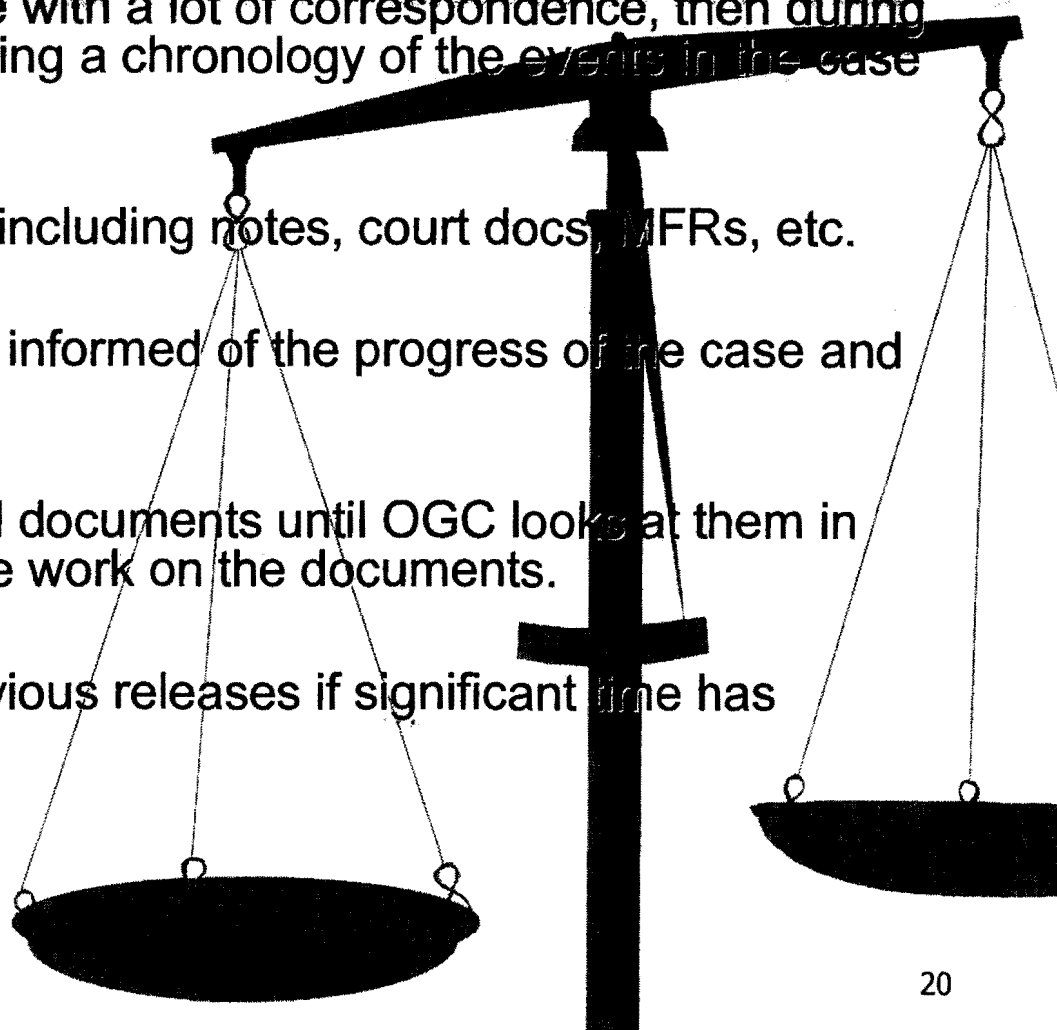 with a lot of correspondence, then during
ing a chronology of the events in the case
including notes, court docs, MFRs, etc.
informed of the progress of the case and
documents until OGC looks at them in
work on the documents.
vious releases if significant time has
20